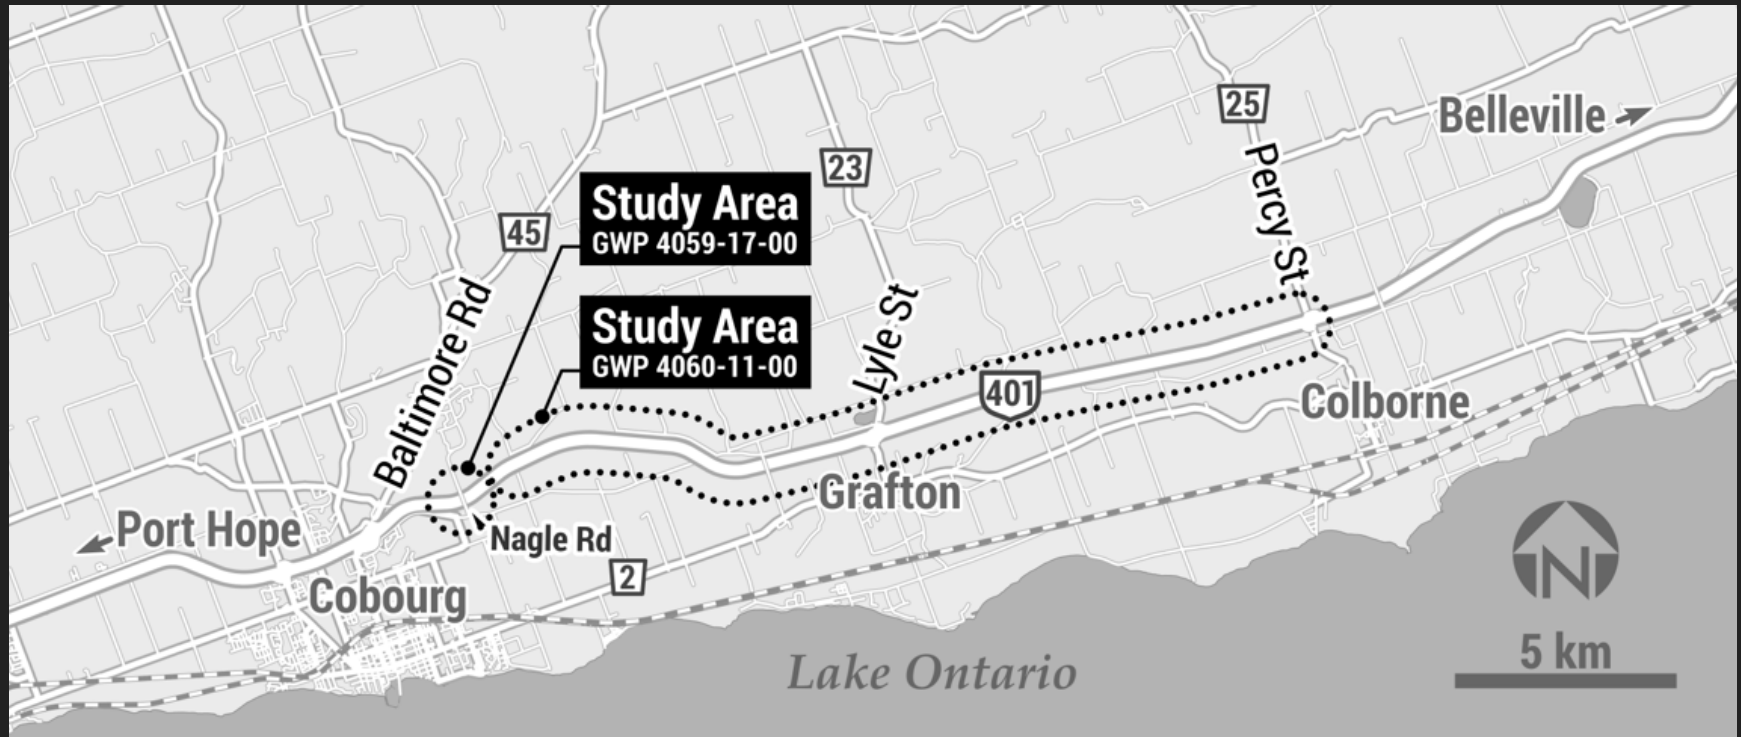 25
Belleville
23
Percy St
Study Area
GWP 4059-17-00
45
Study Area
GWP 4060-11-00
Baltimore Rd
Lyle St
401
Colborne
Grafton
Port Hope
Nagle Rd
2
Cobourg
N
5 km
Lake Ontario